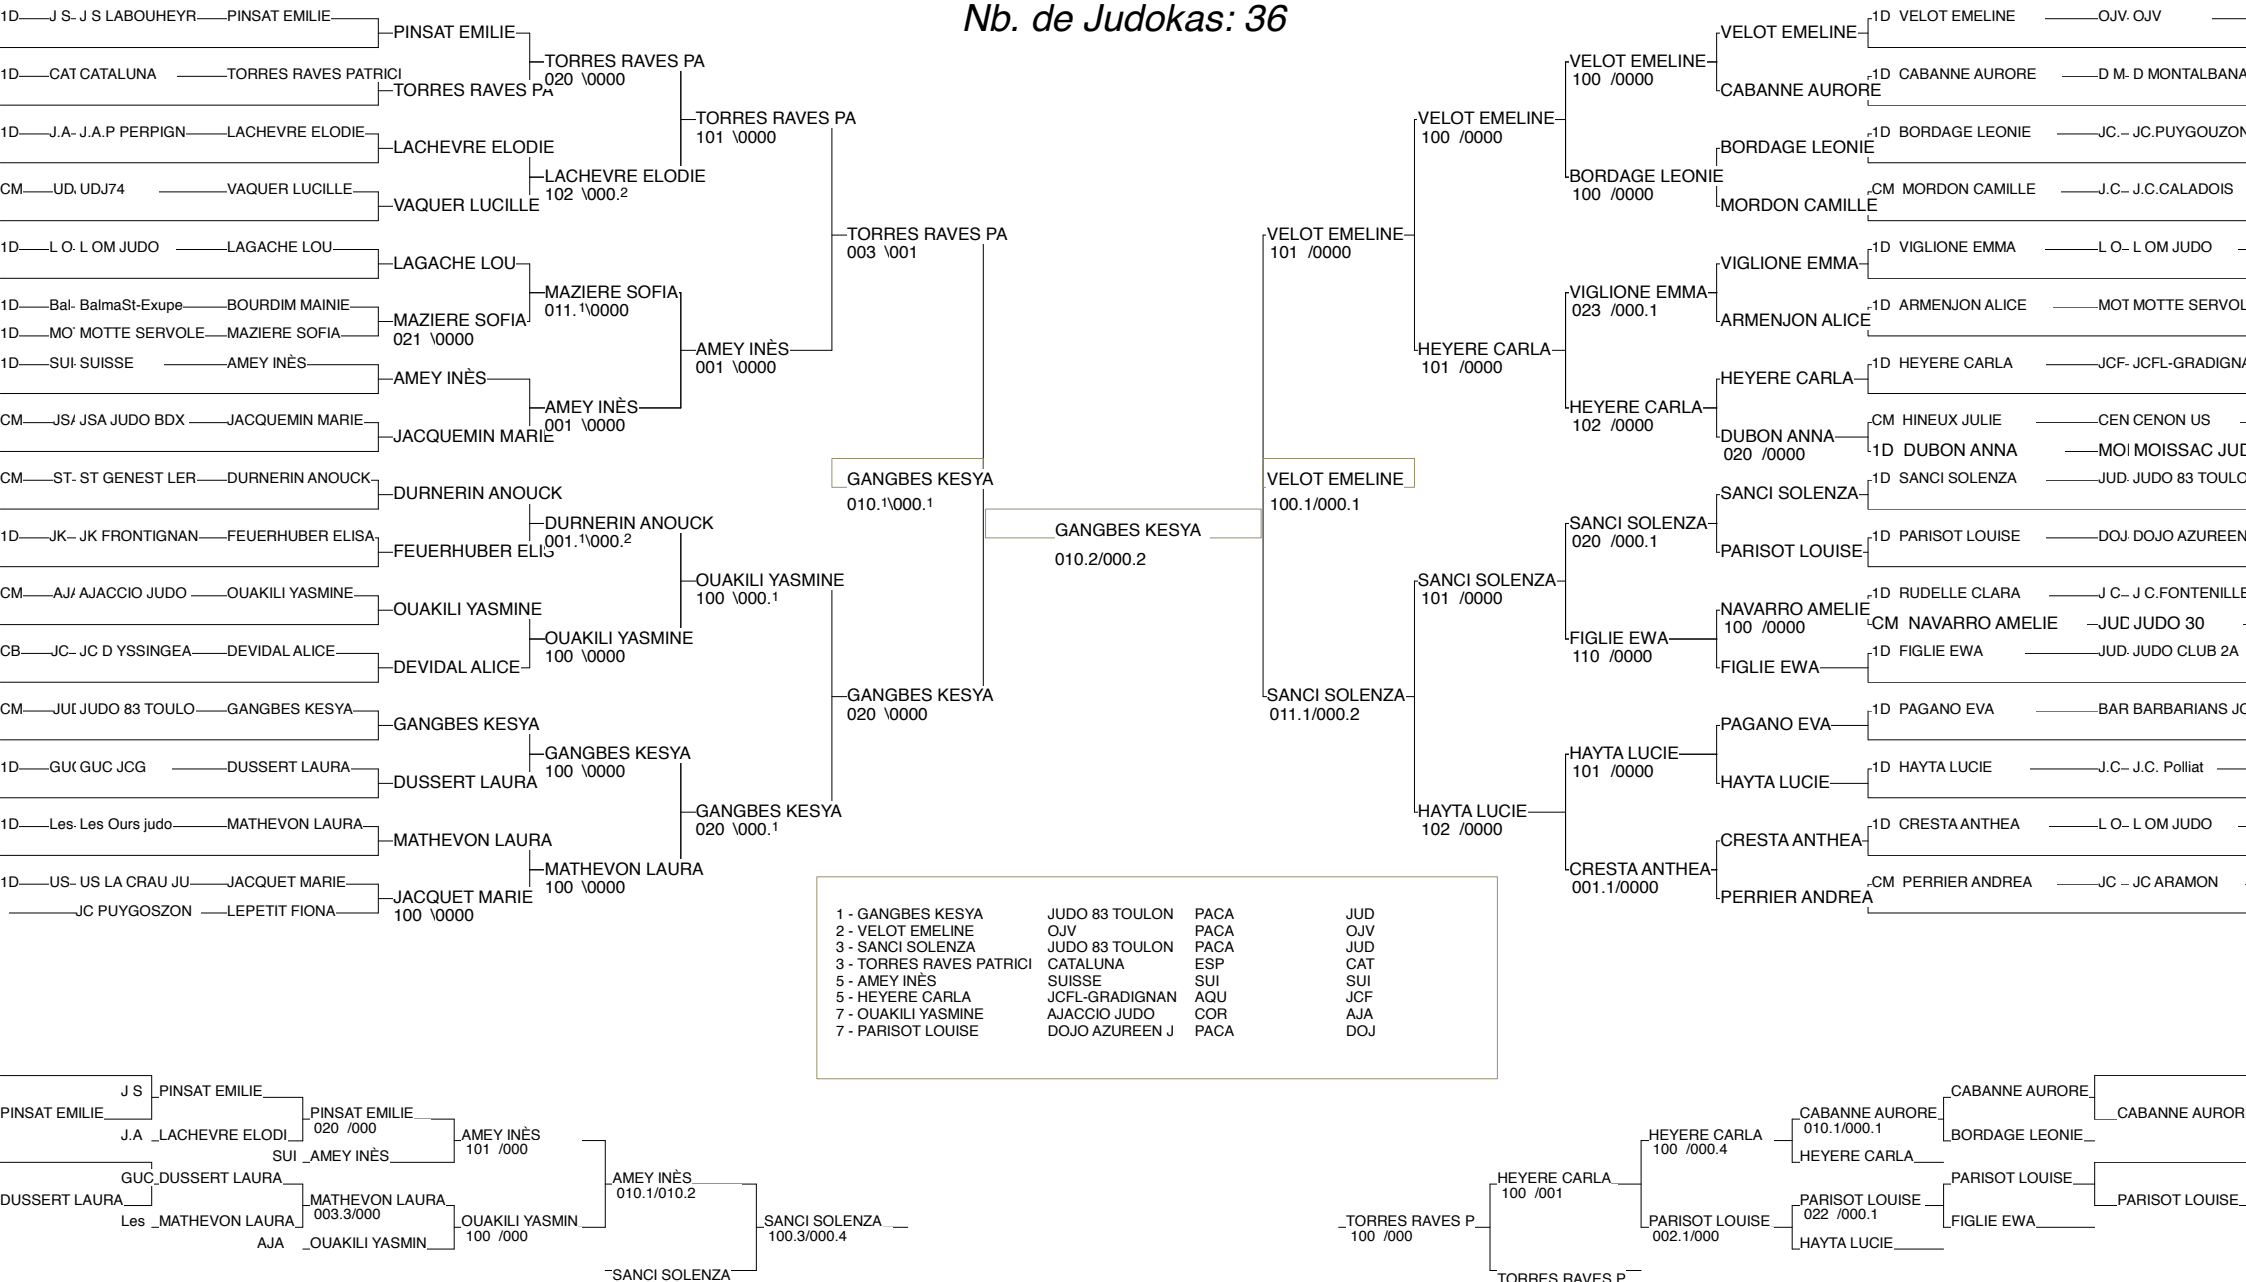 Nb. de Judokas: 36
1D J S J S LABOUHEYR PINSAT EMILIE
1D CAT CATALUNA TORRES RAVES PATRICI
1D J.A J.A.P PERPIGN LACHEVRE ELODIE
CM UD UDJ74 VAQUER LUCILLE
1D L O L OM JUDO LAGACHE LOU
1D Bal BalmaSt-Exupe BOURDIM MAINIE
1D MO MOTTE SERVOLE MAZIERE SOFIA
1D SUI SUISSE AMEY INÈS
CM JSA JSA JUDO BDX JACQUEMIN MARIE
CM ST ST GENEST LER DURNERIN ANOUCK
1D JK JK FRONTIGNAN FEUERHUBER ELISA
CM AJA AJACCIO JUDO OUAKILI YASMINE
CB JC JC D YSSINGEA DEVIDAL ALICE
CM JUD JUDO 83 TOULO GANGBES KESYA
1D GUC GUC JCG DUSSERT LAURA
1D Les Les Ours judo MATHEVON LAURA
1D US US LA CRAU JU JACQUET MARIE
JC PUYGOSZON LEPETIT FIONA
PINSAT EMILIE
TORRES RAVES PA
LACHEVRE ELODIE
VAQUER LUCILLE
LAGACHE LOU
MAZIERE SOFIA
021 \0000
AMEY INÈS
JACQUEMIN MARIE
DURNERIN ANOUCK
FEUERHUBER ELIS
OUAKILI YASMINE
DEVIDAL ALICE
GANGBES KESYA
DUSSERT LAURA
MATHEVON LAURA
JACQUET MARIE
100 \0000
TORRES RAVES PA
020 \0000
LACHEVRE ELODIE
102 \000.2
MAZIERE SOFIA
011.1\0000
AMEY INÈS
001 \0000
DURNERIN ANOUCK
001.1\000.2
OUAKILI YASMINE
100 \0000
GANGBES KESYA
100 \0000
MATHEVON LAURA
100 \0000
TORRES RAVES PA
101 \0000
AMEY INÈS
001 \0000
OUAKILI YASMINE
100 \000.1
GANGBES KESYA
020 \000.1
TORRES RAVES PA
003 \001
GANGBES KESYA
020 \0000
GANGBES KESYA
010.1\000.1
GANGBES KESYA
010.2/000.2
VELOT EMELINE
100.1/000.1
VELOT EMELINE
101 /0000
SANCI SOLENZA
011.1/000.2
VELOT EMELINE
100 /0000
HEYERE CARLA
101 /0000
SANCI SOLENZA
101 /0000
HAYTA LUCIE
102 /0000
VELOT EMELINE
100 /0000
BORDAGE LEONIE
100 /0000
VIGLIONE EMMA
023 /000.1
HEYERE CARLA
102 /0000
SANCI SOLENZA
020 /000.1
FIGLIE EWA
110 /0000
HAYTA LUCIE
101 /0000
CRESTA ANTHEA
001.1/0000
VELOT EMELINE
CABANNE AURORE
BORDAGE LEONIE
MORDON CAMILLE
VIGLIONE EMMA
ARMENJON ALICE
HEYERE CARLA
DUBON ANNA
020 /0000
SANCI SOLENZA
PARISOT LOUISE
NAVARRO AMELIE
100 /0000
FIGLIE EWA
PAGANO EVA
HAYTA LUCIE
CRESTA ANTHEA
PERRIER ANDREA
1D VELOT EMELINE OJV OJV
1D CABANNE AURORE D M D MONTALBANA
1D BORDAGE LEONIE JC. JC.PUYGOUZON
CM MORDON CAMILLE J.C J.C.CALADOIS
1D VIGLIONE EMMA L O L OM JUDO
1D ARMENJON ALICE MOT MOTTE SERVOL
1D HEYERE CARLA JCF JCFL-GRADIGNA
CM HINEUX JULIE CEN CENON US
1D DUBON ANNA MOI MOISSAC JUD
1D SANCI SOLENZA JUD JUDO 83 TOULO
1D PARISOT LOUISE DOJ DOJO AZUREEN
1D RUDELLE CLARA J C J C.FONTENILLE
CM NAVARRO AMELIE JUD JUDO 30
1D FIGLIE EWA JUD JUDO CLUB 2A
1D PAGANO EVA BAR BARBARIANS JC
1D HAYTA LUCIE J.C J.C. Polliat
1D CRESTA ANTHEA L O L OM JUDO
CM PERRIER ANDREA JC JC ARAMON
1 - GANGBES KESYA JUDO 83 TOULON PACA JUD
2 - VELOT EMELINE OJV PACA OJV
3 - SANCI SOLENZA JUDO 83 TOULON PACA JUD
3 - TORRES RAVES PATRICI CATALUNA ESP CAT
5 - AMEY INÈS SUISSE SUI SUI
5 - HEYERE CARLA JCFL-GRADIGNAN AQU JCF
7 - OUAKILI YASMINE AJACCIO JUDO COR AJA
7 - PARISOT LOUISE DOJO AZUREEN J PACA DOJ
PINSAT EMILIE
DUSSERT LAURA
J S PINSAT EMILIE
J.A LACHEVRE ELODI
GUC DUSSERT LAURA
Les MATHEVON LAURA
PINSAT EMILIE
020 /000
SUI AMEY INÈS
MATHEVON LAURA
003.3/000
AJA OUAKILI YASMIN
AMEY INÈS
101 /000
OUAKILI YASMIN
100 /000
AMEY INÈS
010.1/010.2
SANCI SOLENZA
SANCI SOLENZA
100.3/000.4
TORRES RAVES P
100 /000
HEYERE CARLA
100 /001
TORRES RAVES P
HEYERE CARLA
100 /000.4
PARISOT LOUISE
002.1/000
CABANNE AURORE
010.1/000.1
HEYERE CARLA
PARISOT LOUISE
022 /000.1
HAYTA LUCIE
CABANNE AURORE
BORDAGE LEONIE
PARISOT LOUISE
FIGLIE EWA
CABANNE AUROR
PARISOT LOUISE